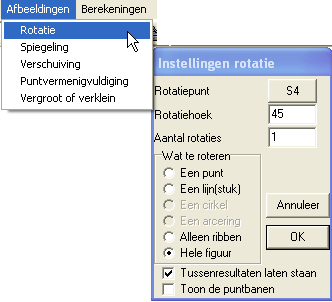 Afbeeldingen Berekeningen
Rotatie
Spiegeling
Verschuiving
Puntvermenigvuldiging
Vergroot of verklein
Instellingen rotatie
Rotatiepunt S4
Rotatiehoek 45
Aantal rotaties 1
Wat te roteren
Een punt
Een lijn(stuk)
Een cirkel
Een arcering
Alleen ribben
Hele figuur
Annuleer
OK
Tussenresultaten laten staan
Toon de puntbanen